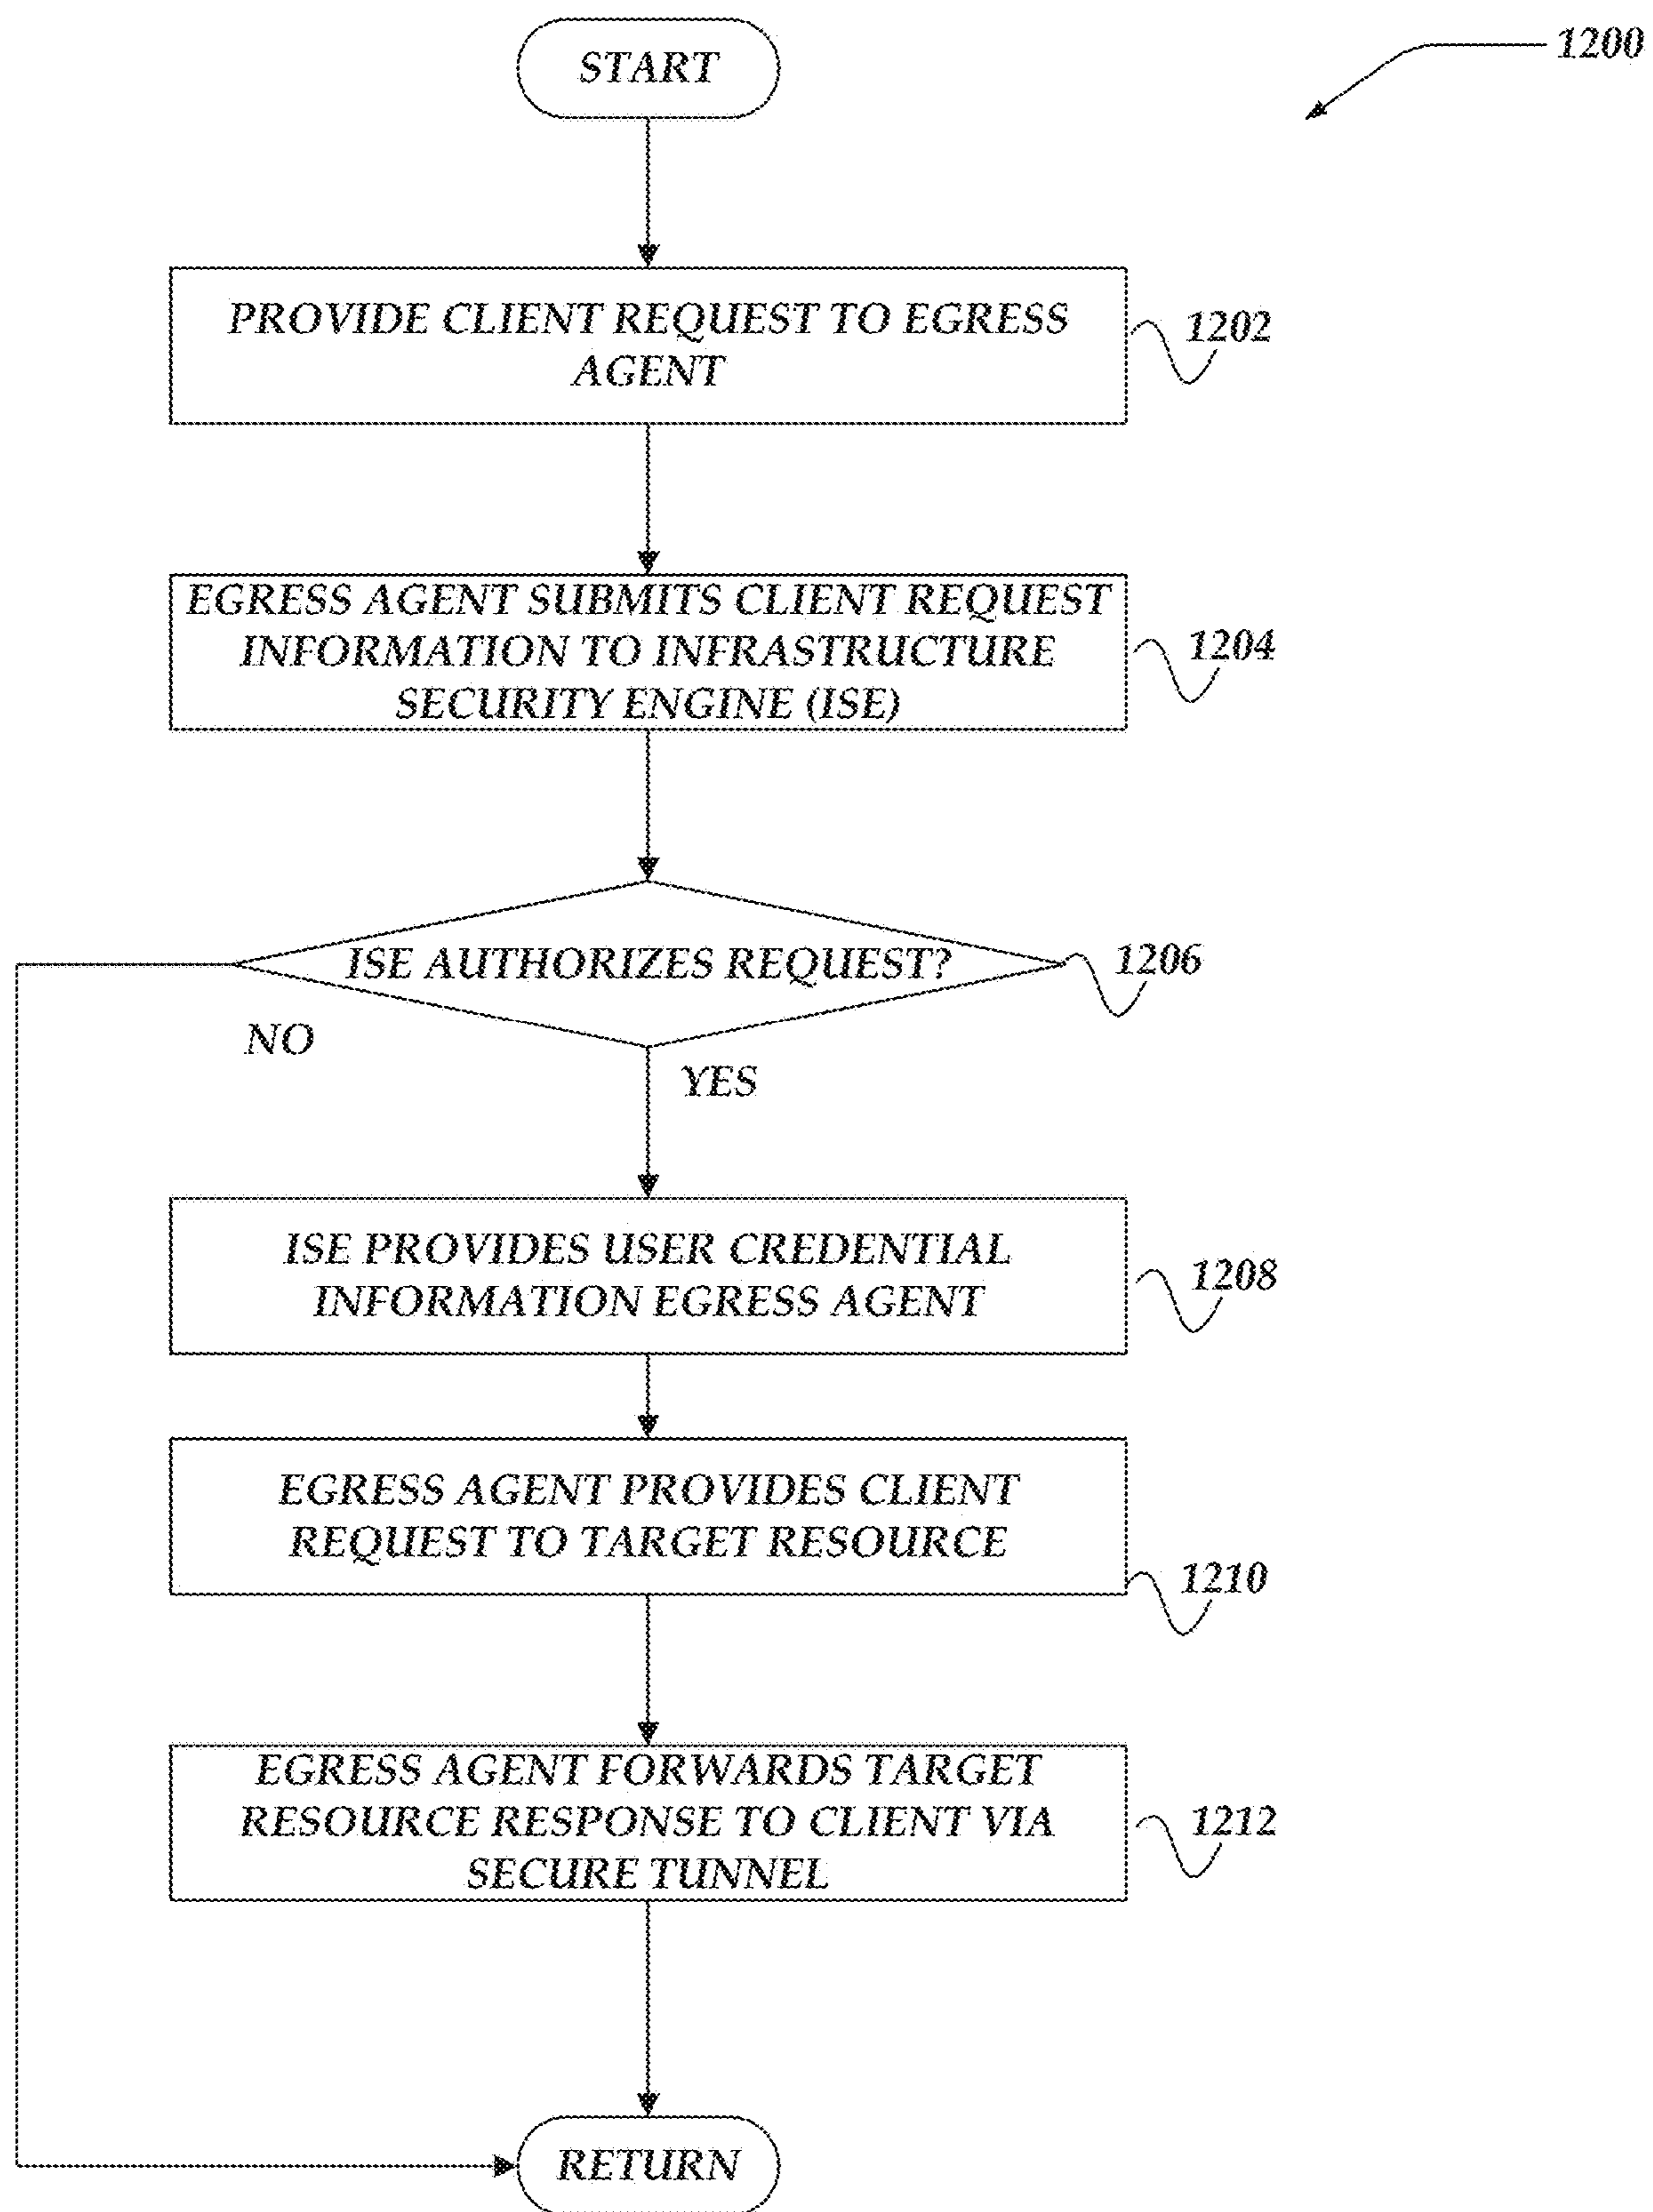 START
1200
PROVIDE CLIENT REQUEST TO EGRESS
AGENT
1202
EGRESS AGENT SUBMITS CLIENT REQUEST
INFORMATION TO INFRASTRUCTURE
SECURITY ENGINE (ISE)
1204
ISE AUTHORIZES REQUEST?
1206
NO
YES
ISE PROVIDES USER CREDENTIAL
INFORMATION EGRESS AGENT
1208
EGRESS AGENT PROVIDES CLIENT
REQUEST TO TARGET RESOURCE
1210
EGRESS AGENT FORWARDS TARGET
RESOURCE RESPONSE TO CLIENT VIA
SECURE TUNNEL
1212
RETURN